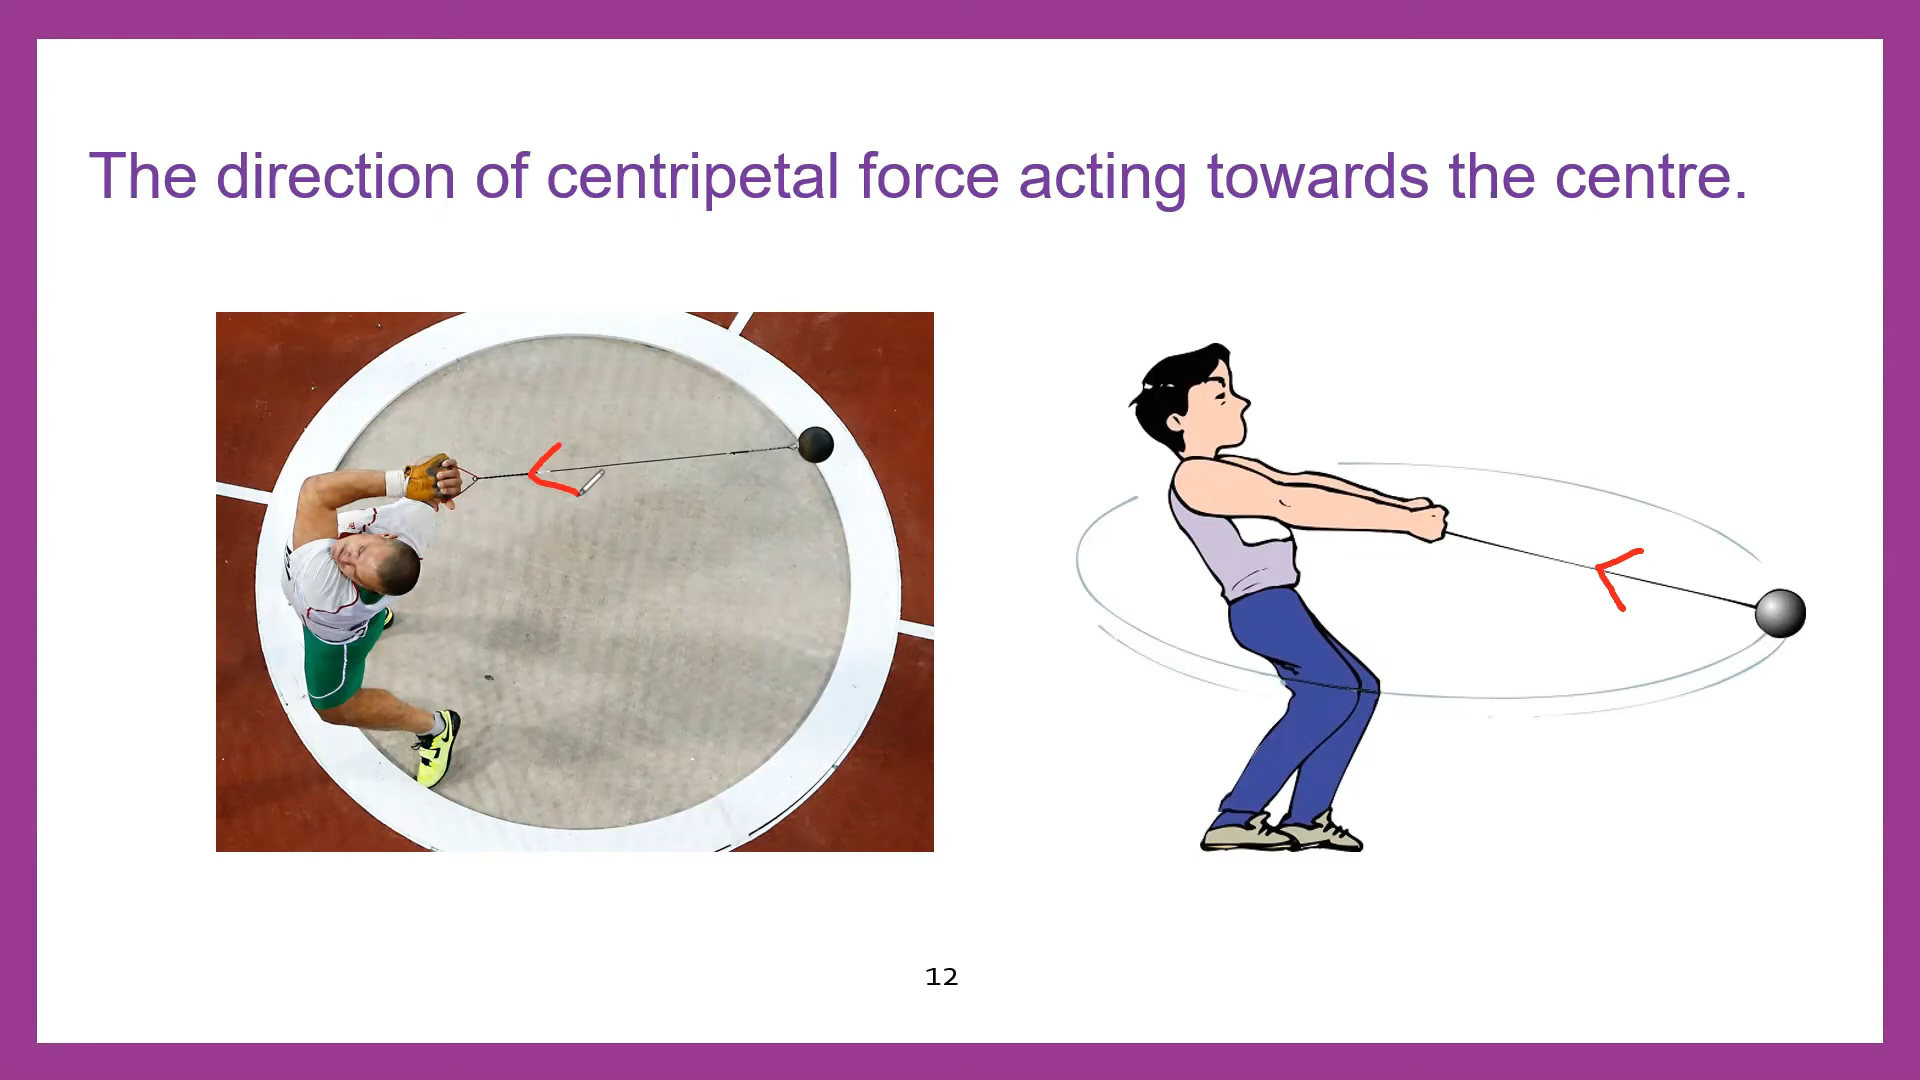 The direction of centripetal force acting towards the centre.
12